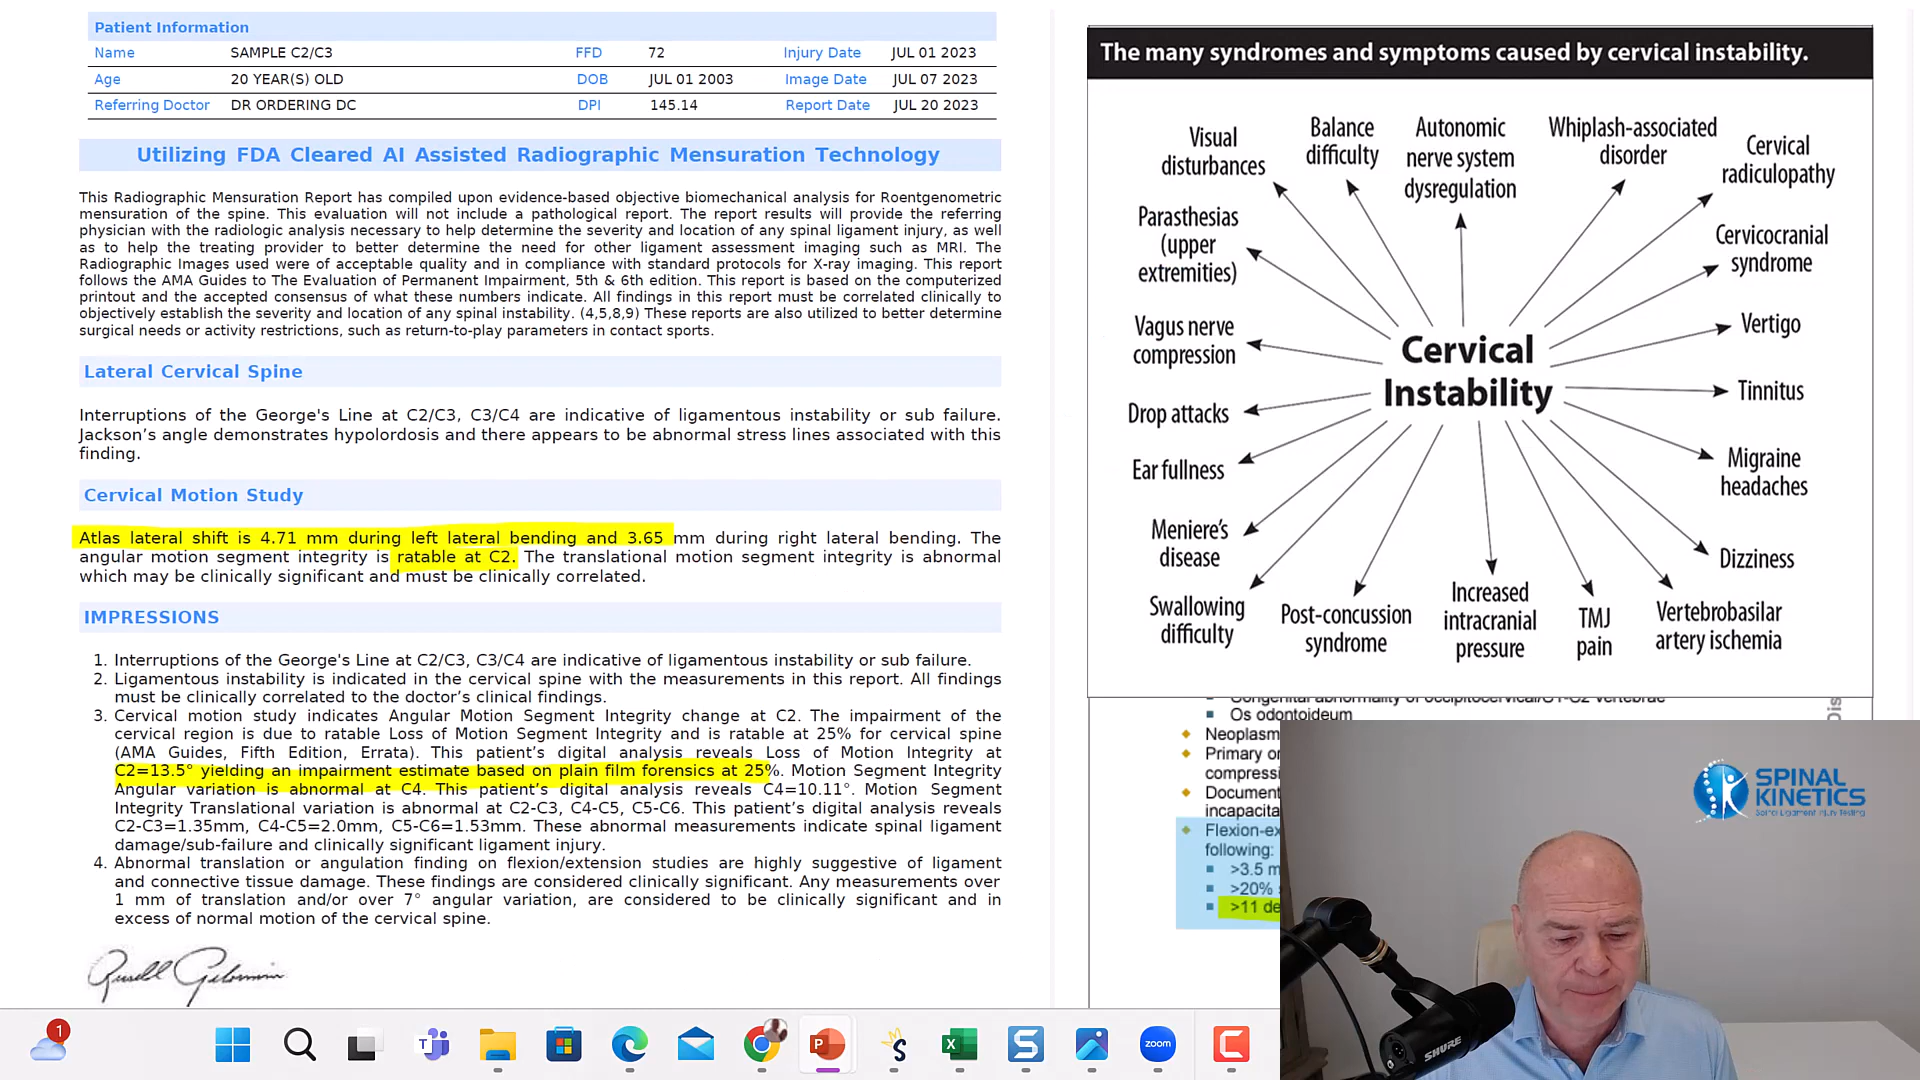 Patient Information
Name SAMPLE C2/C3 FFD 72 Injury Date JUL 01 2023
Age 20 YEAR(S) OLD DOB JUL 01 2003 Image Date JUL 07 2023
Referring Doctor DR ORDERING DC DPI 145.14 Report Date JUL 20 2023
Utilizing FDA Cleared AI Assisted Radiographic Mensuration Technology
This Radiographic Mensuration Report has compiled upon evidence-based objective biomechanical analysis for Roentgenometric
mensuration of the spine. This evaluation will not include a pathological report. The report results will provide the referring
physician with the radiologic analysis necessary to help determine the severity and location of any spinal ligament injury, as well
as to help the treating provider to better determine the need for other ligament assessment imaging such as MRI. The
Radiographic Images used were of acceptable quality and in compliance with standard protocols for X-ray imaging. This report
follows the AMA Guides to The Evaluation of Permanent Impairment, 5th & 6th edition. This report is based on the computerized
printout and the accepted consensus of what these numbers indicate. All findings in this report must be correlated clinically to
objectively establish the severity and location of any spinal instability. (4,5,8,9) These reports are also utilized to better determine
surgical needs or activity restrictions, such as return-to-play parameters in contact sports.
Lateral Cervical Spine
Interruptions of the George's Line at C2/C3, C3/C4 are indicative of ligamentous instability or sub failure.
Jackson's angle demonstrates hypolordosis and there appears to be abnormal stress lines associated with this
finding.
Cervical Motion Study
Atlas lateral shift is 4.71 mm during left lateral bending and 3.65 mm during right lateral bending. The
angular motion segment integrity is ratable at C2. The translational motion segment integrity is abnormal
which may be clinically significant and must be clinically correlated.
IMPRESSIONS
1. Interruptions of the George's Line at C2/C3, C3/C4 are indicative of ligamentous instability or sub failure.
2. Ligamentous instability is indicated in the cervical spine with the measurements in this report. All findings
must be clinically correlated to the doctor's clinical findings.
3. Cervical motion study indicates Angular Motion Segment Integrity change at C2. The impairment of the
cervical region is due to ratable Loss of Motion Segment Integrity and is ratable at 25% for cervical spine
(AMA Guides, Fifth Edition, Errata). This patient's digital analysis reveals Loss of Motion Integrity at
C2=13.5° yielding an impairment estimate based on plain film forensics at 25%. Motion Segment Integrity
Angular variation is abnormal at C4. This patient's digital analysis reveals C4=10.11°. Motion Segment
Integrity Translational variation is abnormal at C2-C3, C4-C5, C5-C6. This patient's digital analysis reveals
C2-C3=1.35mm, C4-C5=2.0mm, C5-C6=1.53mm. These abnormal measurements indicate spinal ligament
damage/sub-failure and clinically significant ligament injury.
4. Abnormal translation or angulation finding on flexion/extension studies are highly suggestive of ligament
and connective tissue damage. These findings are considered clinically significant. Any measurements over
1 mm of translation and/or over 7° angular variation, are considered to be clinically significant and in
excess of normal motion of the cervical spine.
The many syndromes and symptoms caused by cervical instability.
Visual
disturbances
Balance
difficulty
Autonomic
nerve system
dysregulation
Whiplash-associated
disorder
Cervical
radiculopathy
Parasthesias
(upper
extremities)
Cervicocranial
syndrome
Vagus nerve
compression
Vertigo
Cervical
Instability
Drop attacks
Tinnitus
Ear fullness
Migraine
headaches
Meniere's
disease
Dizziness
Swallowing
difficulty
Post-concussion
syndrome
Increased
intracranial
pressure
TMJ
pain
Vertebrobasilar
artery ischemia
Os odontoideum
Neoplasm
Primary or
compressi
Document
incapacita
Flexion-ex
following:
>3.5 m
>20%
>11 de
Dis
SPINAL
KINETICS
Spinal Ligament Injury Testing
SHURE
1
T
P
S
X
S
zoom
C